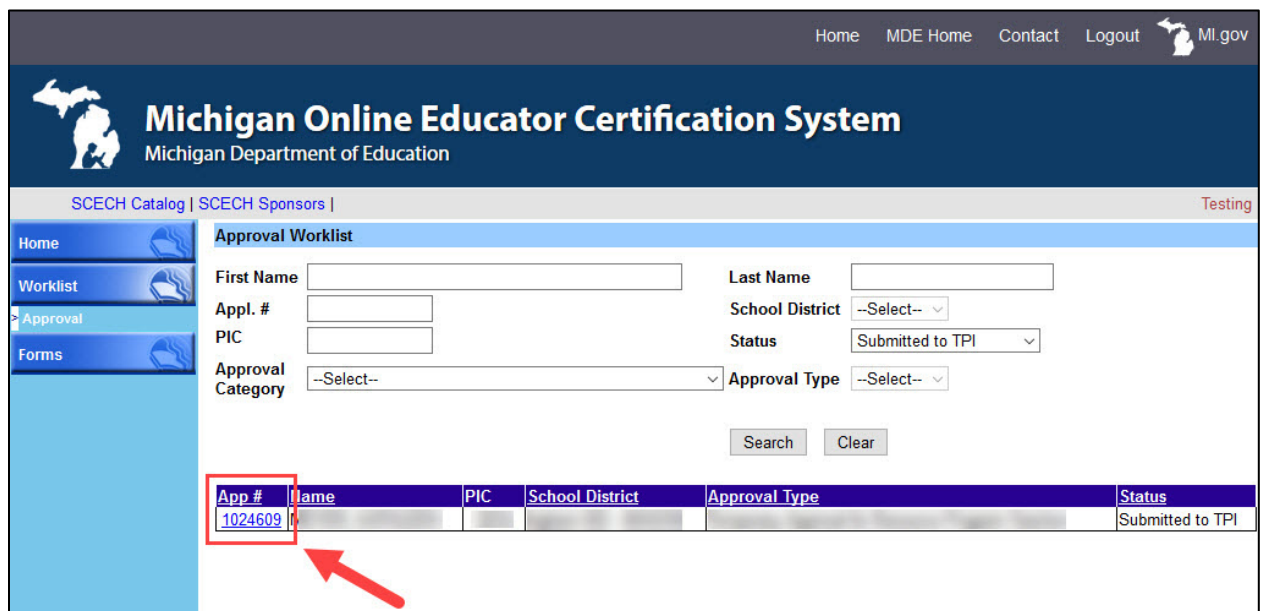 Home MDE Home Contact Logout MI.gov
Michigan Online Educator Certification System
Michigan Department of Education
SCECH Catalog | SCECH Sponsors | Testing
Home
Worklist
> Approval
Forms
Approval Worklist
First Name Last Name
Appl. # School District --Select--
PIC Status Submitted to TPI
Approval Category --Select-- Approval Type --Select--
Search Clear
App # Name PIC School District Approval Type Status
1024609 Submitted to TPI